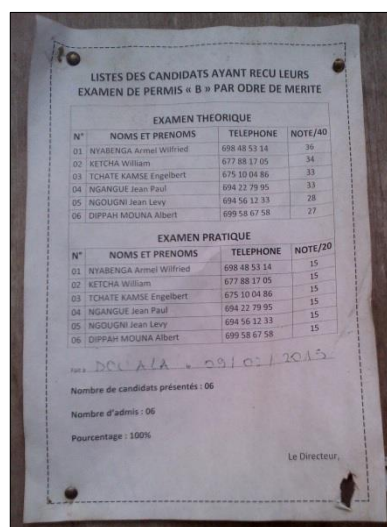 LISTES DES CANDIDATS AYANT RECU LEURS
EXAMEN DE PERMIS « B » PAR ODRE DE MERITE
EXAMEN THEORIQUE
N° NOMS ET PRENOMS TELEPHONE NOTE/40
01 NYABENGA Armel Wilfried 698 48 53 14 36
02 KETCHA William 677 88 17 05 34
03 TCHATE KAMSE Engelbert 675 10 04 86 33
04 NGANGUE Jean Paul 694 22 79 95 33
05 NGOUGNI Jean Levy 694 56 12 33 28
06 DIPPAH MOUNA Albert 699 58 67 58 27
EXAMEN PRATIQUE
N° NOMS ET PRENOMS TELEPHONE NOTE/20
01 NYABENGA Armel Wilfried 698 48 53 14 15
02 KETCHA William 677 88 17 05 15
03 TCHATE KAMSE Engelbert 675 10 04 86 15
04 NGANGUE Jean Paul 694 22 79 95 15
05 NGOUGNI Jean Levy 694 56 12 33 15
06 DIPPAH MOUNA Albert 699 58 67 58 15
Fait à DOUALA 09/02/2015
Nombre de candidats présentés : 06
Nombre d'admis : 06
Pourcentage : 100%
Le Directeur,